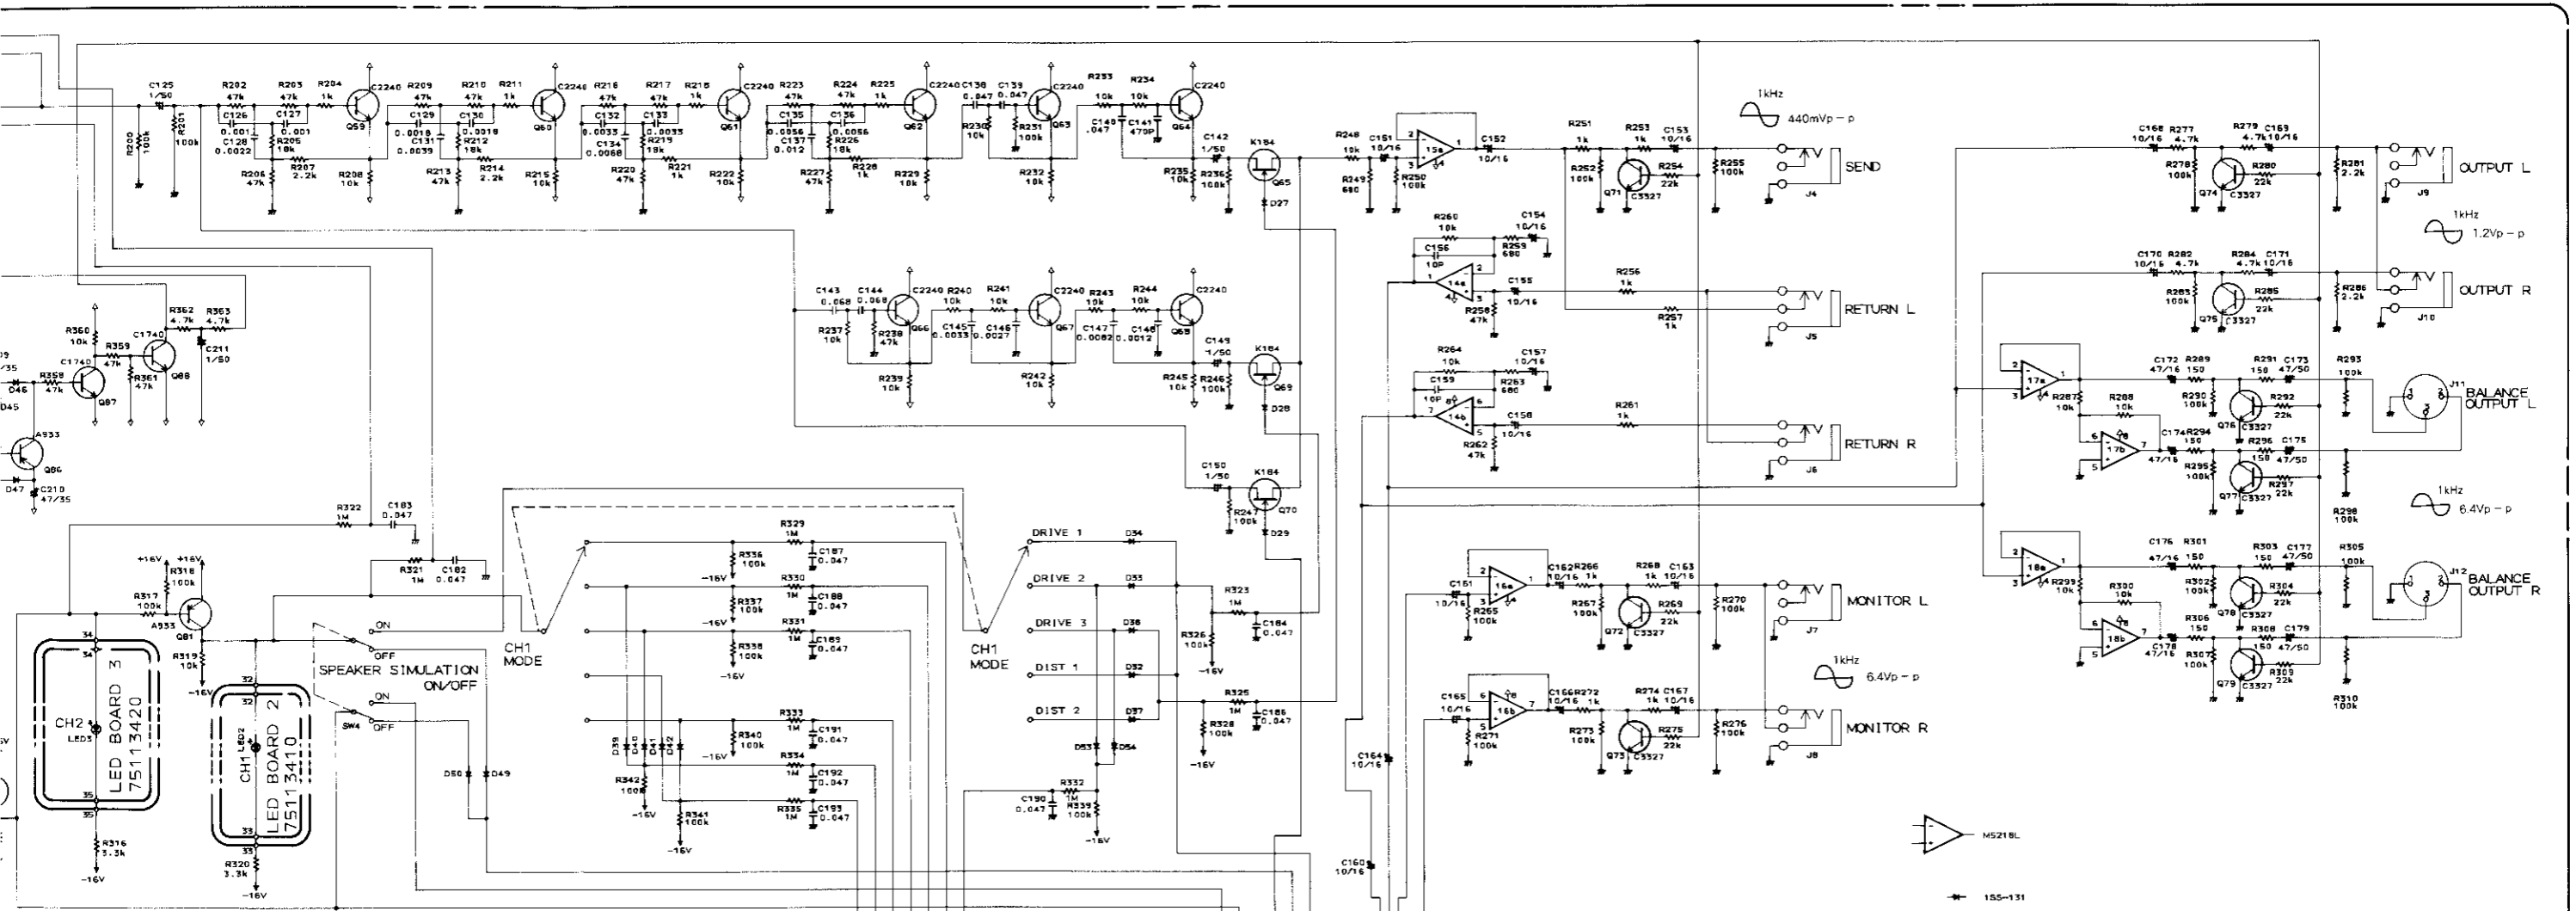 C125
1/50
R200
100k
R201
100k
R202
47k
C126
0.001
C128
0.0022
R203
47k
C127
0.001
R204
1k
C2240
Q59
R205
18k
R206
47k
R207
2.2k
R208
10k
R209
47k
C129
0.0018
C131
0.0039
R210
47k
C130
0.0018
R211
1k
C2240
Q60
R212
18k
R213
47k
R214
2.2k
R215
10k
R216
47k
C132
0.0033
C134
0.0068
R217
47k
C133
0.0033
R218
1k
C2240
Q61
R219
18k
R220
47k
R221
1k
R222
10k
R223
47k
C135
0.0056
C137
0.012
R224
47k
C136
0.0056
R225
1k
C2240
Q62
R226
18k
R227
47k
R228
1k
R229
10k
C138
0.047
C139
0.047
R230
10k
R231
100k
C2240
Q63
R232
10k
R233
10k
R234
10k
C140
.047
C141
470P
C2240
Q64
R235
10k
C142
1/50
R236
100k
K184
Q65
D27
R248
10k
R249
680
C151
10/16
R250
100k
15a
C152
10/16
R251
1k
R252
100k
R253
1k
C153
10/16
R254
22k
Q71
C3327
R255
100k
1kHz
440mVp-p
SEND
J4
R260
10k
C156
10P
C154
10/16
R259
680
14a
C155
10/16
R258
47k
R256
1k
R257
1k
RETURN L
J5
R264
10k
C159
10P
C157
10/16
R263
680
14b
C158
10/16
R262
47k
R261
1k
RETURN R
J6
C143
0.068
C144
0.068
R237
10k
R238
47k
C2240
Q66
R239
10k
R240
10k
R241
10k
C145
0.0033
C146
0.0027
C2240
Q67
R242
10k
R243
10k
R244
10k
C147
0.0082
C148
0.0012
C2240
Q68
R245
10k
C149
1/50
R246
100k
K184
Q69
D28
C150
1/50
R247
100k
K184
Q70
D29
R360
10k
R362
4.7k
R363
4.7k
C1740
Q88
C211
1/50
R359
47k
R361
47k
C1740
Q87
R358
47k
D46
D45
A933
Q86
D47
C210
47/35
R322
1M
C183
0.047
R321
1M
C182
0.047
+16V
+16V
R318
100k
R317
100k
A933
Q81
R319
10k
-16V
34
34
CH2
LED3
LED BOARD 3
75113420
35
35
R316
3.3k
-16V
32
32
CH1
LED2
LED BOARD 2
75113410
33
33
R320
3.3k
-16V
ON
OFF
SPEAKER SIMULATION
ON/OFF
ON
SW4
OFF
D50
D49
CH1
MODE
R329
1M
C187
0.047
R336
100k
-16V
R330
1M
C188
0.047
R337
100k
-16V
R331
1M
C189
0.047
R338
100k
-16V
R333
1M
C191
0.047
R340
100k
-16V
R334
1M
C192
0.047
R335
1M
C193
0.047
D39
D40
D41
D42
R342
100k
-16V
R341
100k
-16V
CH1
MODE
DRIVE 1
D34
DRIVE 2
D33
DRIVE 3
D36
DIST 1
D32
DIST 2
D37
D53
D54
R323
1M
C184
0.047
R326
100k
-16V
R325
1M
C186
0.047
R328
100k
-16V
R332
1M
C190
0.047
R339
100k
-16V
C161
10/16
R265
100k
16a
C162
10/16
R266
1k
R267
100k
R268
1k
C163
10/16
R269
22k
Q72
C3327
R270
100k
MONITOR L
J7
1kHz
6.4Vp-p
C165
10/16
R271
100k
16b
C166
10/16
R272
1k
R273
100k
R274
1k
C167
10/16
R275
22k
Q73
C3327
R276
100k
MONITOR R
J8
C164
10/16
C160
10/16
C168
10/16
R277
4.7k
R278
100k
R279
4.7k
C169
10/16
R280
22k
Q74
C3327
R281
2.2k
OUTPUT L
J9
1kHz
1.2Vp-p
C170
10/16
R282
4.7k
R283
100k
R284
4.7k
C171
10/16
R285
22k
Q75
C3327
R286
2.2k
OUTPUT R
J10
17a
R287
10k
R288
10k
17b
C172
47/16
R289
150
R290
100k
R291
150
C173
47/50
R292
22k
Q76
C3327
R293
100k
J11
BALANCE
OUTPUT L
C174
47/16
R294
150
R295
100k
R296
150
C175
47/50
R297
22k
Q77
C3327
R298
100k
1kHz
6.4Vp-p
18a
R299
10k
R300
10k
18b
C176
47/16
R301
150
R302
100k
R303
150
C177
47/50
R304
22k
Q78
C3327
R305
100k
J12
BALANCE
OUTPUT R
R306
150
C178
47/16
R307
100k
R308
150
C179
47/50
R309
22k
Q79
C3327
R310
100k
M5218L
1SS-131